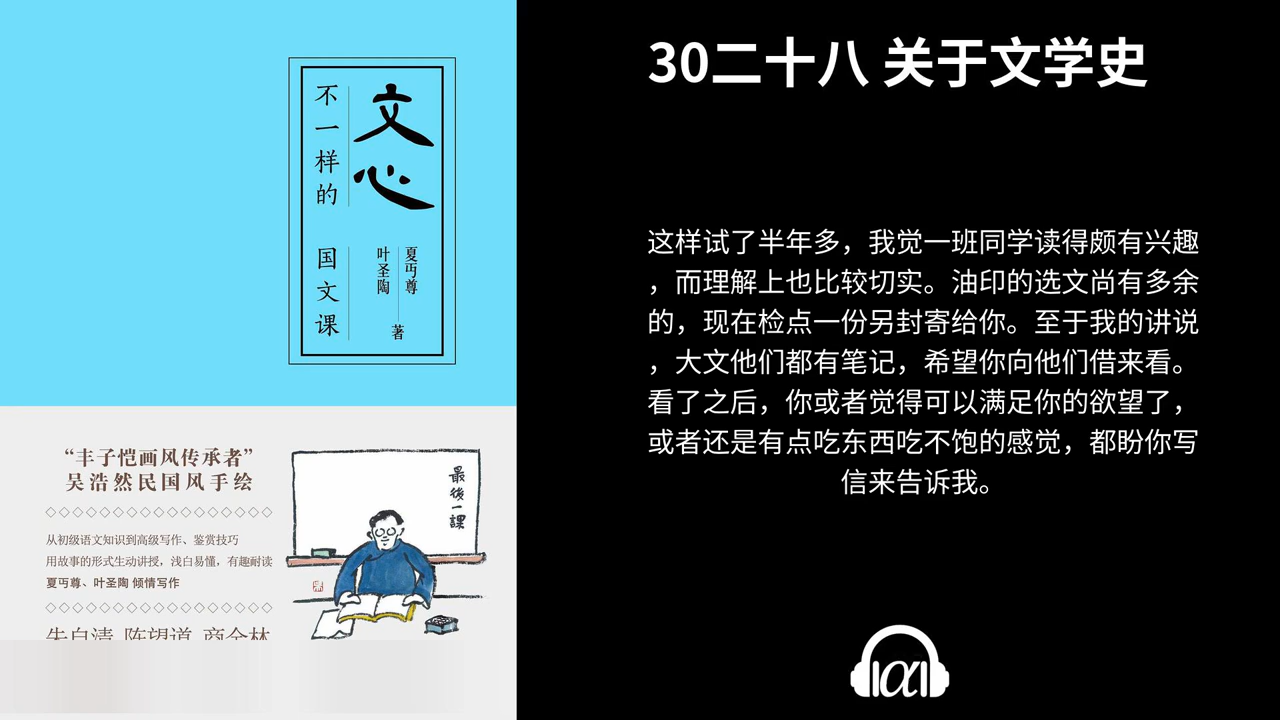 文心
不一样的 国文课
夏丏尊
叶圣陶
著
“丰子恺画风传承者”
吴浩然民国风手绘
从初级语文知识到高级写作、鉴赏技巧
用故事的形式生动讲授，浅白易懂，有趣耐读
夏丏尊、叶圣陶 倾情写作
朱自清 陈望道 商金林
最後一課
30二十八 关于文学史
这样试了半年多，我觉一班同学读得颇有兴趣
，而理解上也比较切实。油印的选文尚有多余
的，现在检点一份另封寄给你。至于我的讲说
，大文他们都有笔记，希望你向他们借来看。
看了之后，你或者觉得可以满足你的欲望了，
或者还是有点吃东西吃不饱的感觉，都盼你写
信来告诉我。